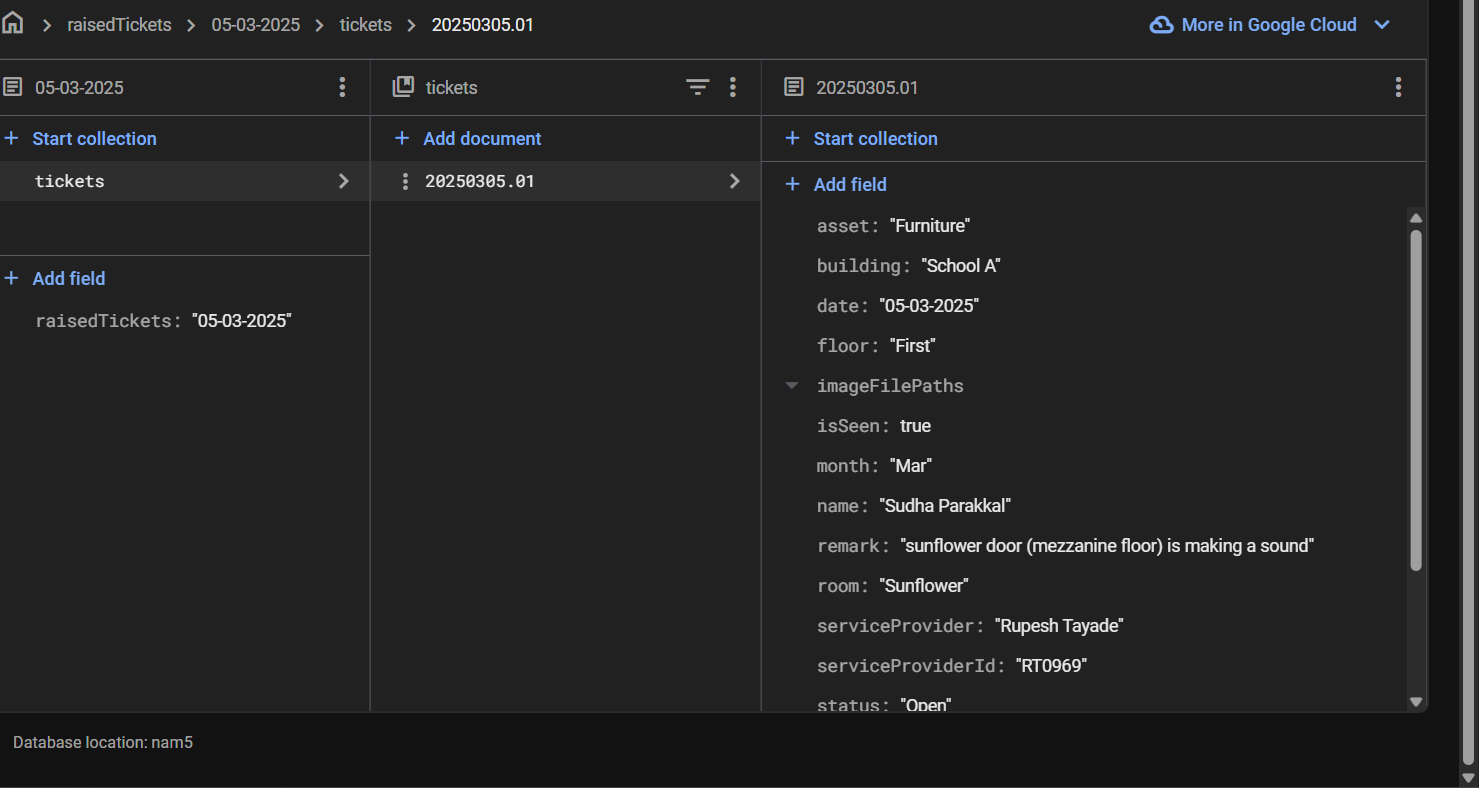 raisedTickets > 05-03-2025 > tickets > 20250305.01 More in Google Cloud
05-03-2025
+ Start collection
tickets
+ Add field
raisedTickets: "05-03-2025"
tickets
+ Add document
20250305.01
20250305.01
+ Start collection
+ Add field
asset: "Furniture"
building: "School A"
date: "05-03-2025"
floor: "First"
imageFilePaths
isSeen: true
month: "Mar"
name: "Sudha Parakkal"
remark: "sunflower door (mezzanine floor) is making a sound"
room: "Sunflower"
serviceProvider: "Rupesh Tayade"
serviceProviderId: "RT0969"
status: "Open"
Database location: nam5